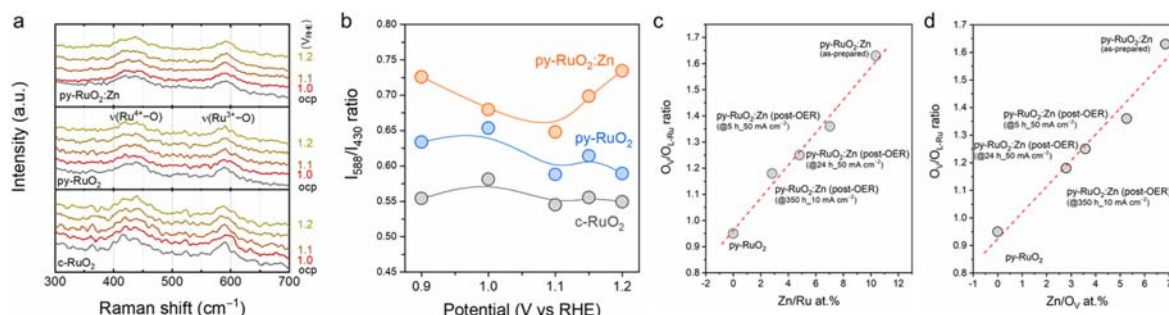 a
Intensity (a.u.)
(V_RHE)
1.2
1.1
1.0
ocp
py-RuO₂:Zn
ν(Ru⁴⁺−O)
ν(Ru³⁺−O)
1.2
1.1
1.0
ocp
py-RuO₂
1.2
1.1
1.0
ocp
c-RuO₂
300 400 500 600 700
Raman shift (cm⁻¹)
b
I₅₈₈/I₄₃₀ ratio
0.85
0.80
0.75
0.70
0.65
0.60
0.55
0.50
0.45
py-RuO₂:Zn
py-RuO₂
c-RuO₂
0.9 1.0 1.1 1.2
Potential (V vs RHE)
c
O_V/O_L-Ru ratio
1.7
1.6
1.5
1.4
1.3
1.2
1.1
1.0
0.9
0.8
0.7
py-RuO₂:Zn
(as-prepared)
py-RuO₂:Zn (post-OER)
(@5 h_50 mA cm⁻²)
py-RuO₂:Zn (post-OER)
(@24 h_50 mA cm⁻²)
py-RuO₂:Zn (post-OER)
(@350 h_10 mA cm⁻²)
py-RuO₂
0 2 4 6 8 10 12
Zn/Ru at.%
d
O_V/O_L-Ru ratio
1.7
1.6
1.5
1.4
1.3
1.2
1.1
1.0
0.9
0.8
0.7
py-RuO₂:Zn
(as-prepared)
py-RuO₂:Zn (post-OER)
(@5 h_50 mA cm⁻²)
py-RuO₂:Zn (post-OER)
(@24 h_50 mA cm⁻²)
py-RuO₂:Zn (post-OER)
(@350 h_10 mA cm⁻²)
py-RuO₂
0 1 2 3 4 5 6 7
Zn/O_V at.%